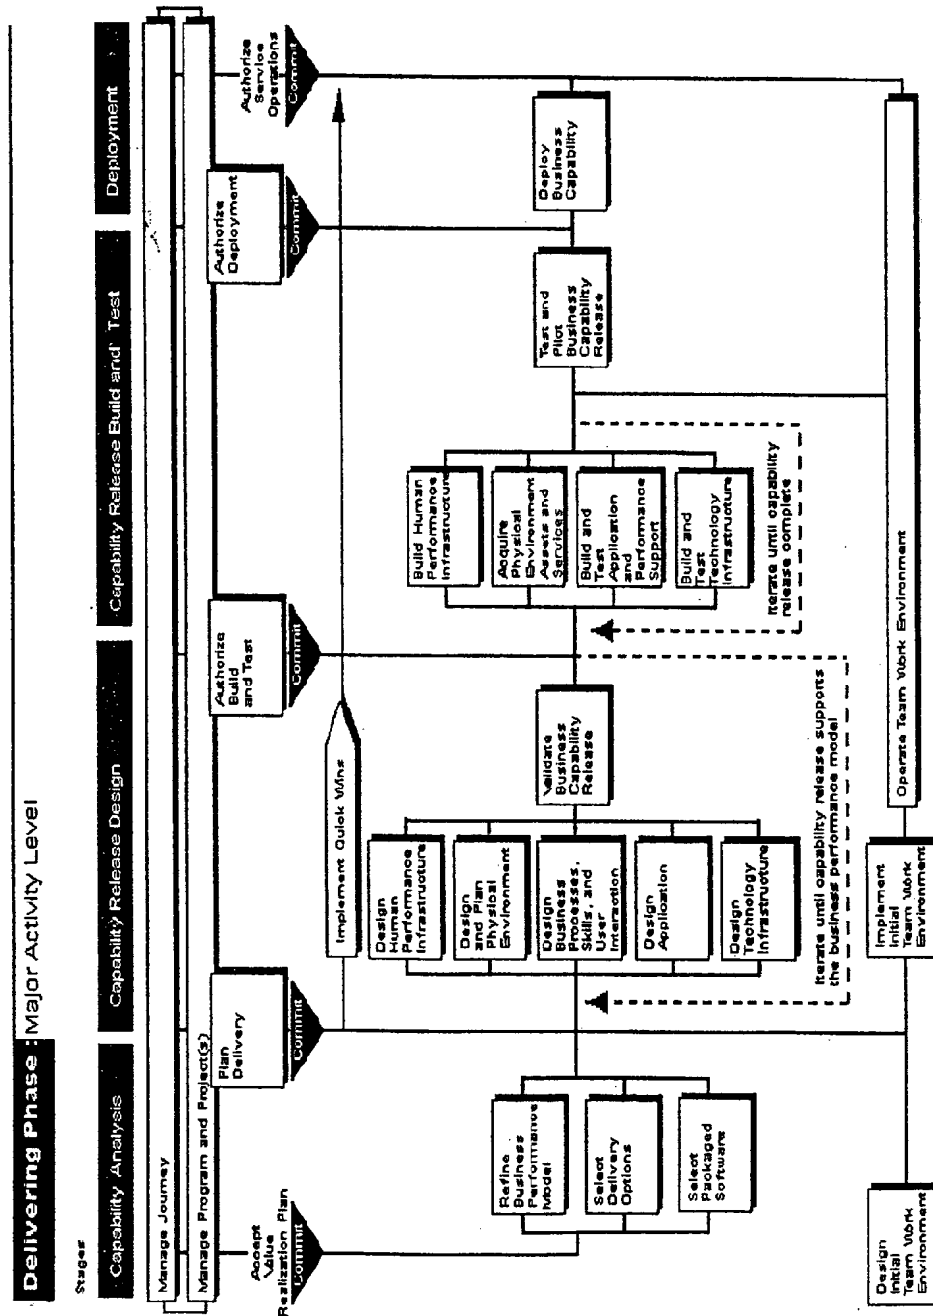 Delivering Phase: Major Activity Level
Stages
Capability Analysis
Capability Release Design
Capability Release Build and Test
Deployment
Manage Journey
Manage Program and Project(s)
Accept
Value
Realization Plan
Commit
Plan
Delivery
Commit
Authorize
Build
and Test
Commit
Authorize
Deployment
Commit
Authorize
Service
Operations
Commit
Implement Quick Wins
Refine
Business
Performance
Model
Select
Delivery
Options
Select
Packaged
Software
Design
Human
Performance
Infrastructure
Design
and Plan
Physical
Environment
Design
Business
Processes,
Skills, and
User
Interaction
Design
Application
Design
Technology
Infrastructure
Validate
Business
Capability
Release
Build Human
Performance
Infrastructure
Acquire
Physical
Environment
Assets and
Services
Build and
Test
Application
and
Performance
Support
Build and
Test
Technology
Infrastructure
Test and
Pilot
Business
Capability
Release
Deploy
Business
Capability
Iterate until capability
release complete
Iterate until capability release supports
the business performance model
Design
Initial
Team Work
Environment
Implement
Initial
Team Work
Environment
Operate Team Work Environment